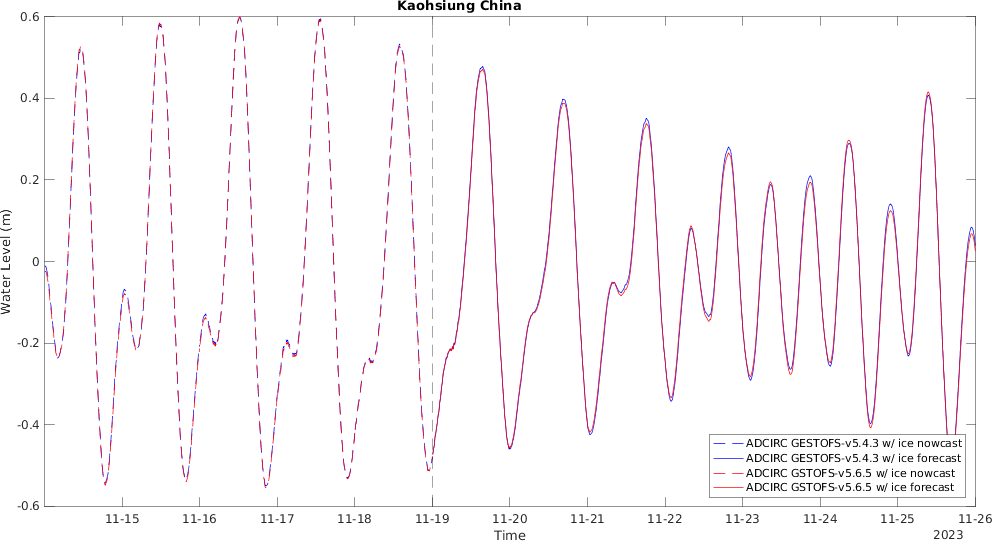 Kaohsiung China
0.6
0.4
0.2
0
-0.2
-0.4
-0.6
Water Level (m)
11-15
11-16
11-17
11-18
11-19
11-20
11-21
11-22
11-23
11-24
11-25
11-26
Time
2023
ADCIRC GESTOFS-v5.4.3 w/ ice nowcast
ADCIRC GESTOFS-v5.4.3 w/ ice forecast
ADCIRC GSTOFS-v5.6.5 w/ ice nowcast
ADCIRC GSTOFS-v5.6.5 w/ ice forecast